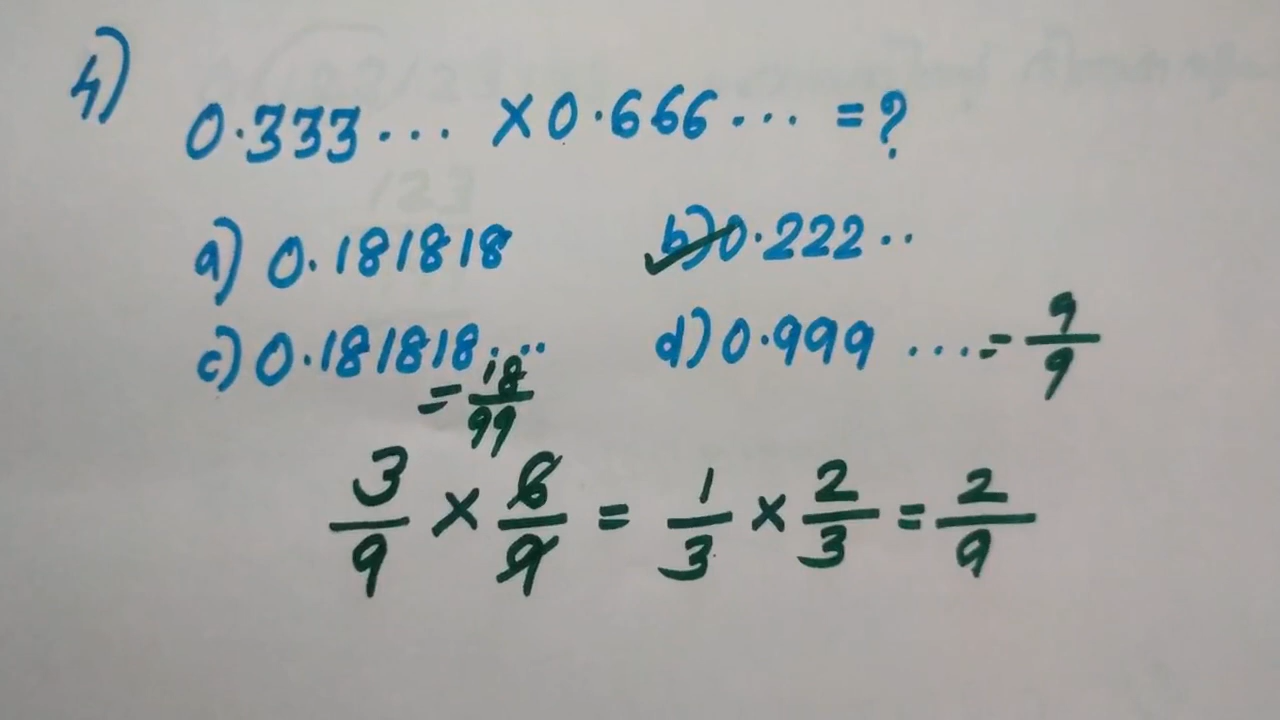 4)
0.333... ×0.666... =?
a) 0.181818 b) 0.222..
c) 0.181818... d) 0.999 ....= 9/9
= 18/99
3/9 × 6/9 = 1/3 × 2/3 = 2/9